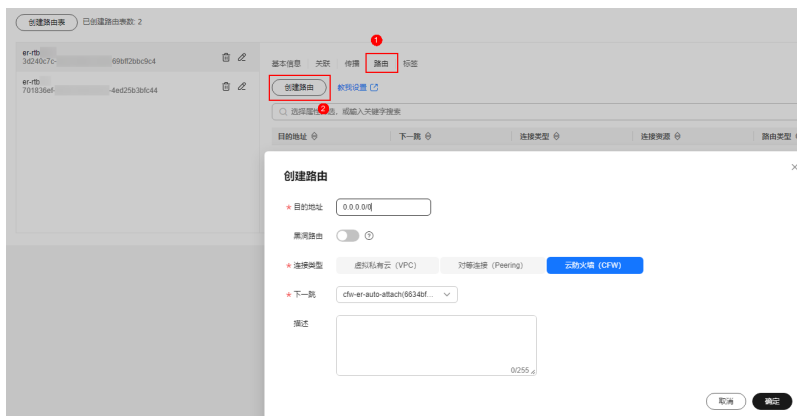 创建路由表 已创建路由表数: 2
er-rtb
3d240c7c- 69bff2bbc9c4
er-rtb
701836ef- -4ed25b3bfc44
1
基本信息 关联 传播 路由 标签
创建路由 教我设置
2
选择属性筛选，或输入关键字搜索
目的地址 下一跳 连接类型 连接资源 路由类型
创建路由
* 目的地址 0.0.0.0/0
黑洞路由
* 连接类型 虚拟私有云（VPC） 对等连接（Peering） 云防火墙（CFW）
* 下一跳 cfw-er-auto-attach(6634bf...
描述
0/255
取消 确定